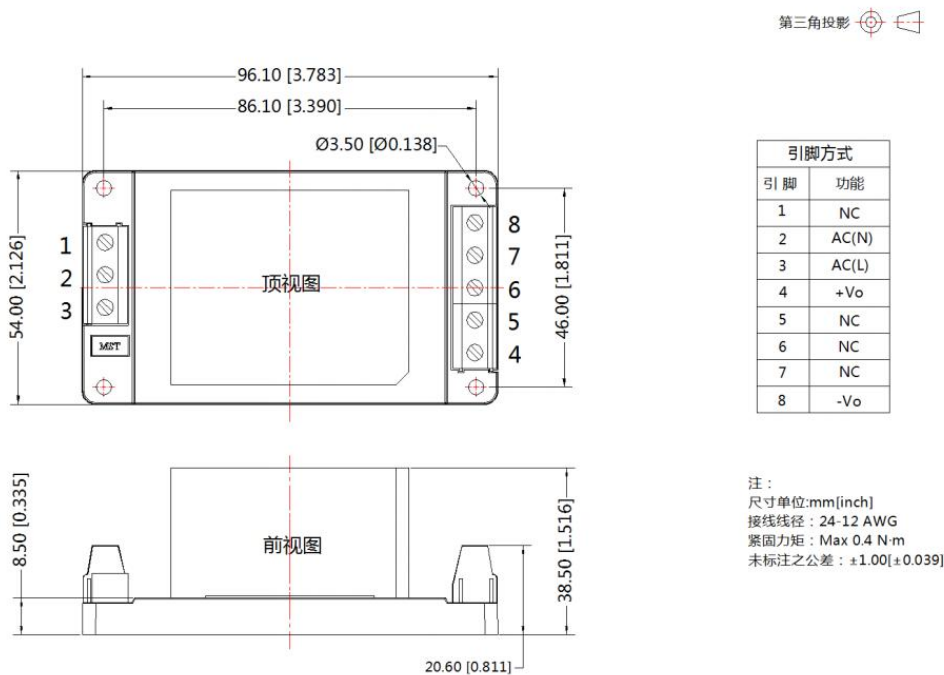 第三角投影
96.10 [3.783]
86.10 [3.390]
Ø3.50 [Ø0.138]
54.00 [2.126]
46.00 [1.811]
1
2
3
MST
顶视图
8
7
6
5
4
引脚方式
引 脚 功能
1 NC
2 AC(N)
3 AC(L)
4 +Vo
5 NC
6 NC
7 NC
8 -Vo
8.50 [0.335]
前视图
38.50 [1.516]
20.60 [0.811]
注：
尺寸单位:mm[inch]
接线线径：24-12 AWG
紧固力矩：Max 0.4 N·m
未标注之公差：±1.00[±0.039]